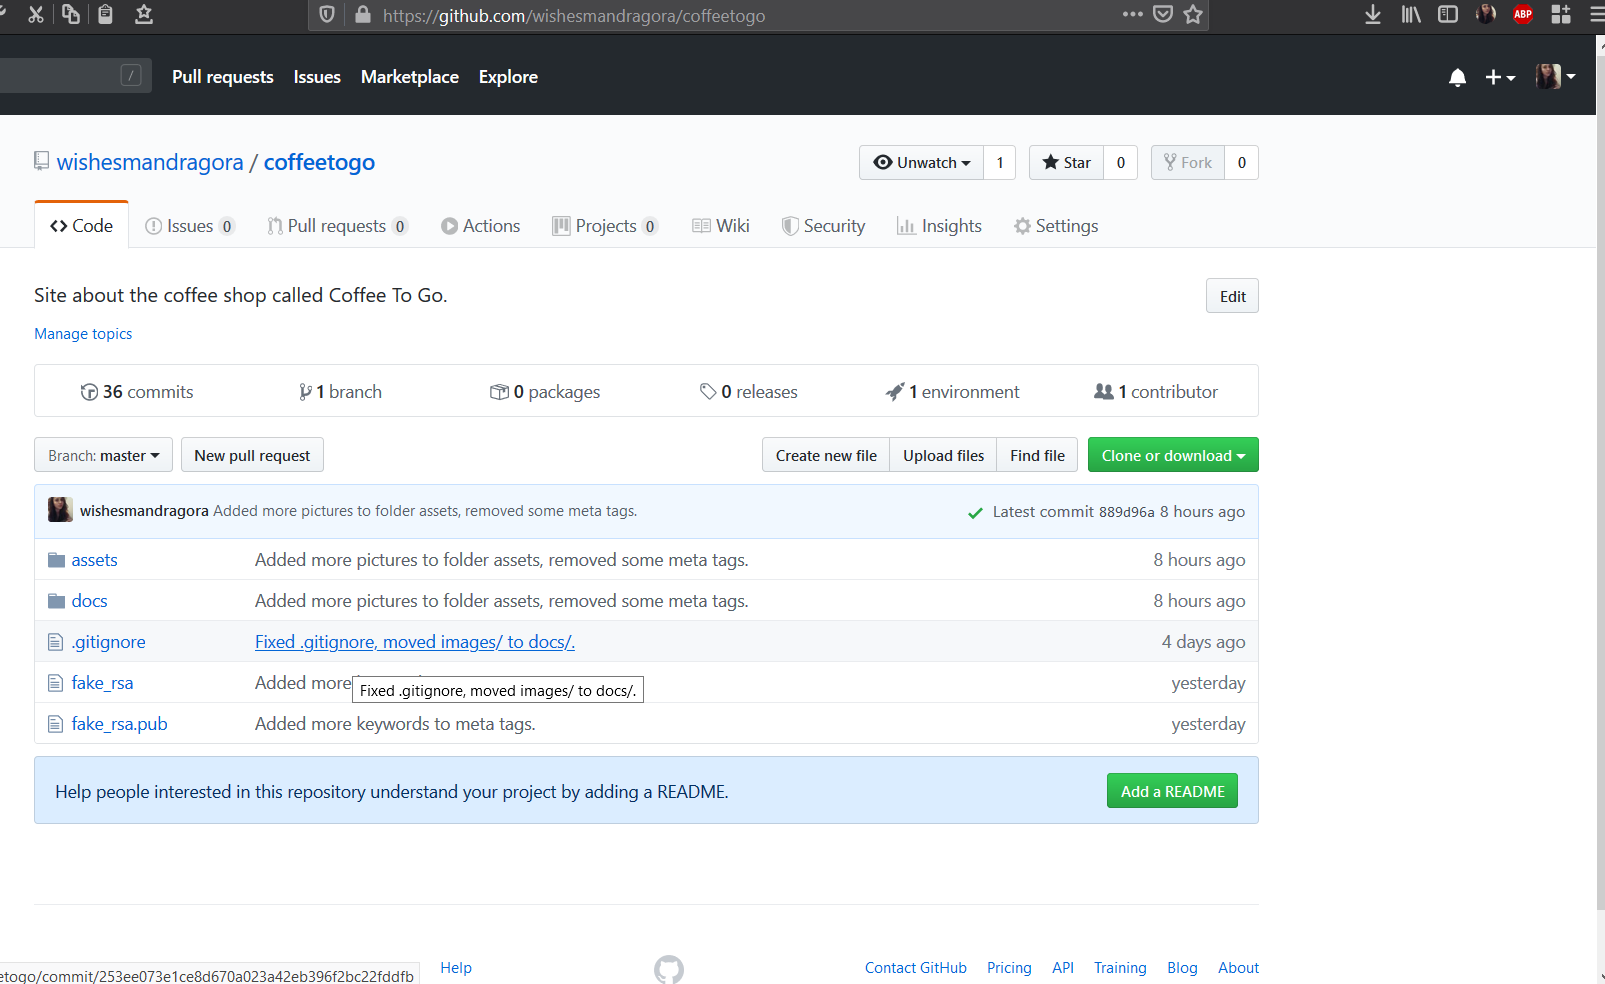 https://github.com/wishesmandragora/coffeetogo
ABP
/ Pull requests Issues Marketplace Explore
wishesmandragora / coffeetogo
Unwatch 1 Star 0 Fork 0
Code Issues 0 Pull requests 0 Actions Projects 0 Wiki Security Insights Settings
Site about the coffee shop called Coffee To Go.
Edit
Manage topics
36 commits 1 branch 0 packages 0 releases 1 environment 1 contributor
Branch: master New pull request Create new file Upload files Find file Clone or download
wishesmandragora Added more pictures to folder assets, removed some meta tags. Latest commit 889d96a 8 hours ago
assets Added more pictures to folder assets, removed some meta tags. 8 hours ago
docs Added more pictures to folder assets, removed some meta tags. 8 hours ago
.gitignore Fixed .gitignore, moved images/ to docs/. 4 days ago
fake_rsa Added more yesterday
Fixed .gitignore, moved images/ to docs/.
fake_rsa.pub Added more keywords to meta tags. yesterday
Help people interested in this repository understand your project by adding a README. Add a README
etogo/commit/253ee073e1ce8d670a023a42eb396f2bc22fddfb Help Contact GitHub Pricing API Training Blog About